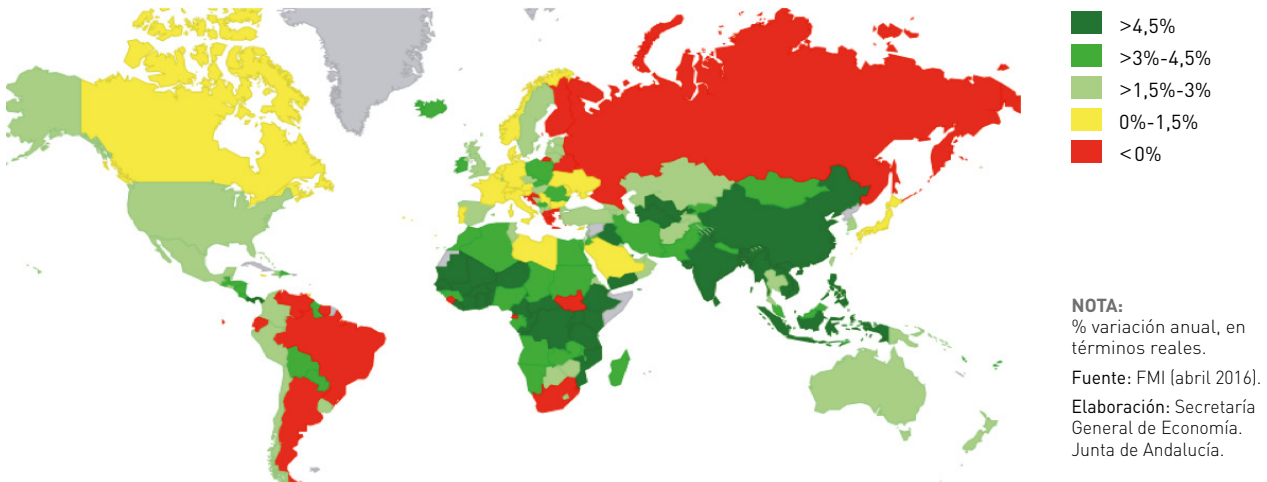 >4,5%
>3%-4,5%
>1,5%-3%
0%-1,5%
<0%
NOTA:
% variación anual, en
términos reales.
Fuente: FMI (abril 2016).
Elaboración: Secretaría
General de Economía.
Junta de Andalucía.